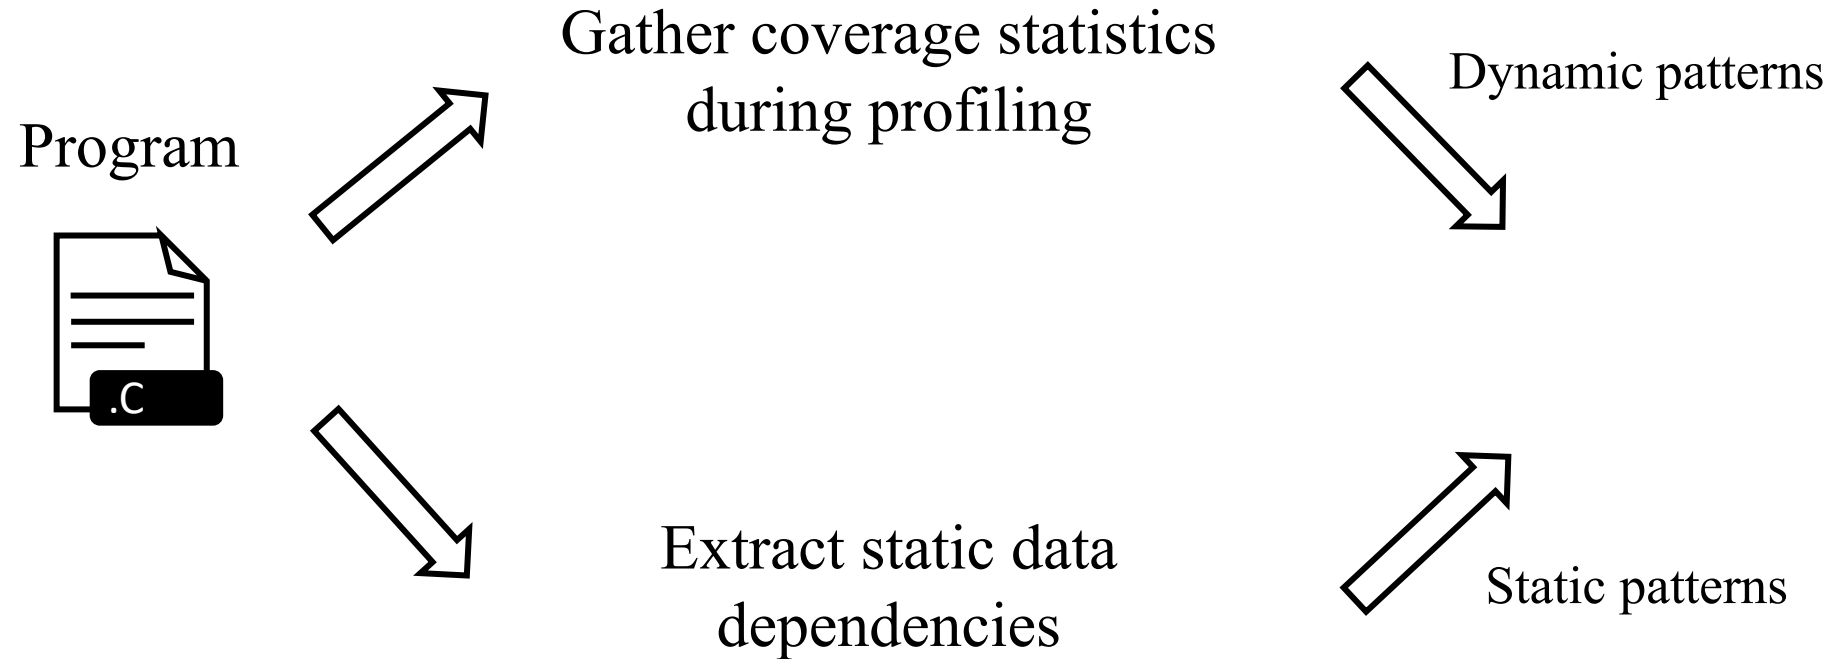 Program
.C
Gather coverage statistics
during profiling
Extract static data
dependencies
Dynamic patterns
Static patterns